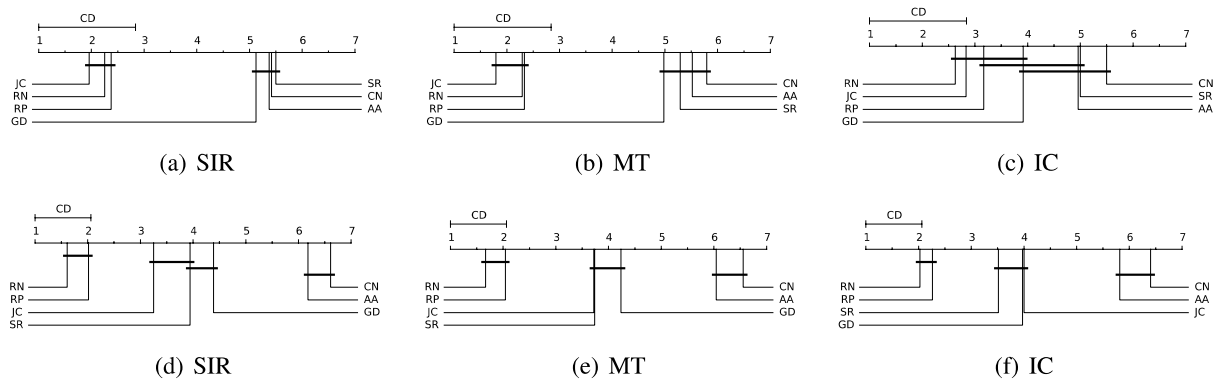 CD
1 2 3 4 5 6 7
JC SR
RN CN
RP AA
GD
(a) SIR
CD
1 2 3 4 5 6 7
JC CN
RN AA
RP SR
GD
(b) MT
CD
1 2 3 4 5 6 7
RN CN
JC SR
RP AA
GD
(c) IC
CD
1 2 3 4 5 6 7
RN CN
RP AA
JC GD
SR
(d) SIR
CD
1 2 3 4 5 6 7
RN CN
RP AA
JC GD
SR
(e) MT
CD
1 2 3 4 5 6 7
RN CN
RP AA
SR JC
GD
(f) IC